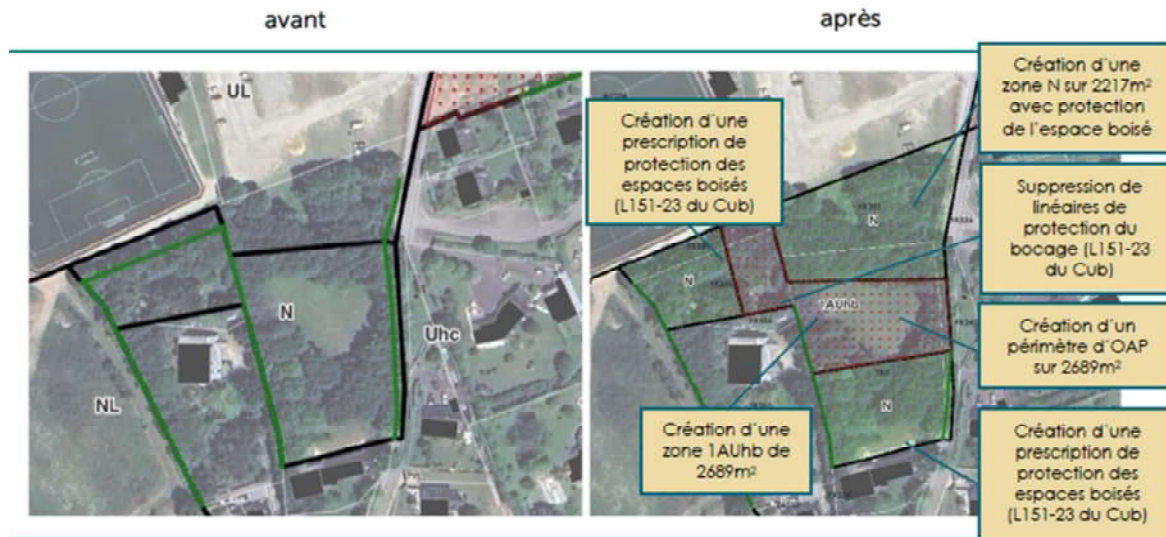 avant
après
UL
N
NL
Uhc
Création d'une
prescription de
protection des
espaces boisés
(L151-23 du Cub)
Création d'une
zone N sur 2217m²
avec protection
de l'espace boisé
Suppression de
linéaires de
protection du
bocage (L151-23
du Cub)
N
N
1AUhb
N
Création d'un
périmètre d'OAP
sur 2689m²
Création d'une
zone 1AUhb de
2689m²
Création d'une
prescription de
protection des
espaces boisés
(L151-23 du Cub)